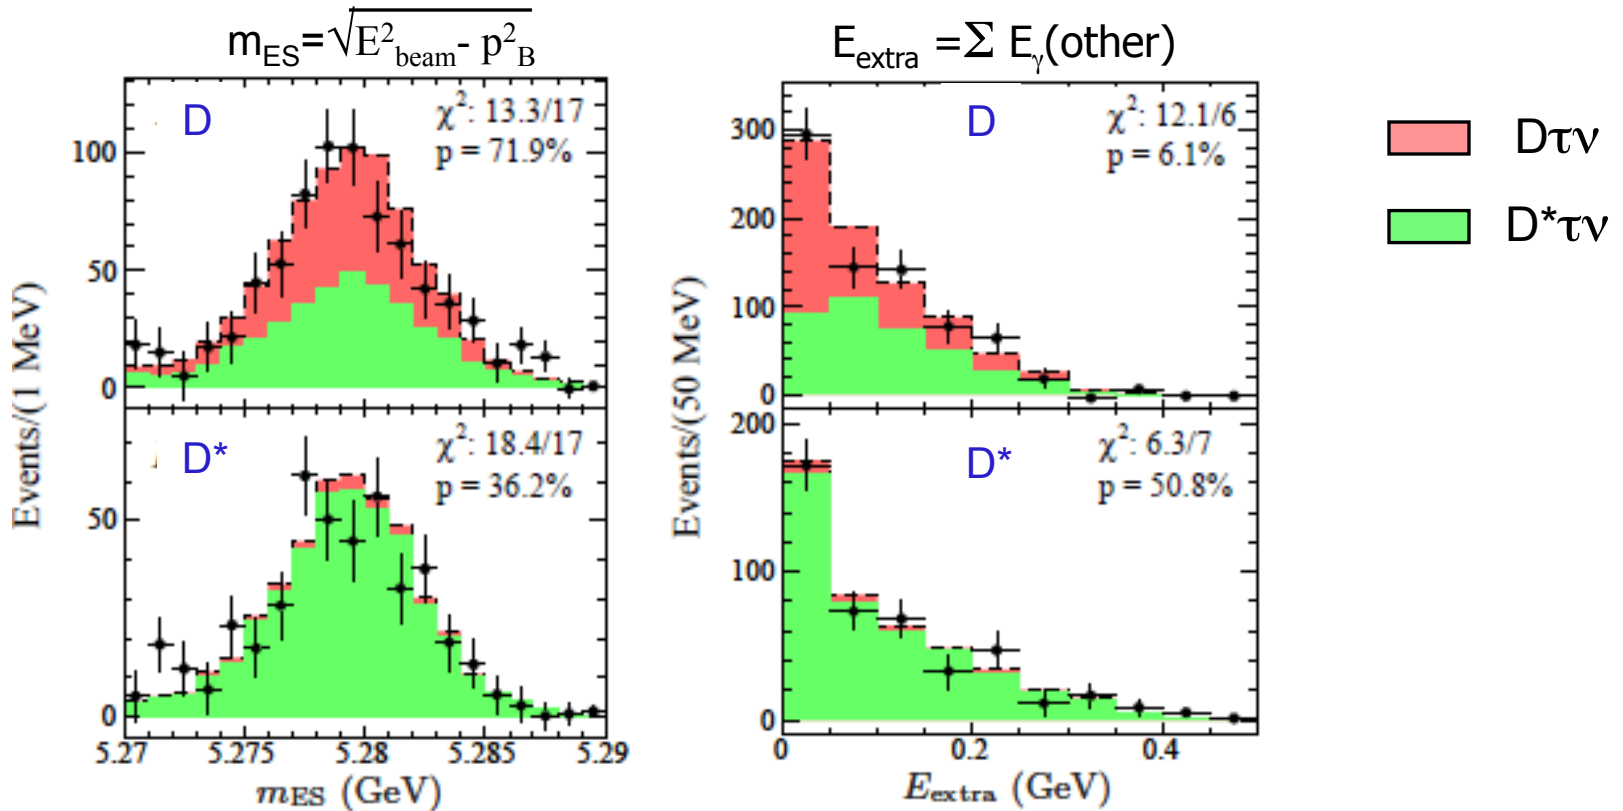 m_ES=√E²_beam- p²_B
E_extra =Σ E_γ(other)
D
χ²: 13.3/17
p = 71.9%
100
50
0
D*
χ²: 18.4/17
p = 36.2%
50
0
Events/(1 MeV)
5.27 5.275 5.28 5.285 5.29
m_ES (GeV)
D
χ²: 12.1/6
p = 6.1%
300
200
100
0
D*
χ²: 6.3/7
p = 50.8%
200
100
0
Events/(50 MeV)
0 0.2 0.4
E_extra (GeV)
Dτν
D*τν